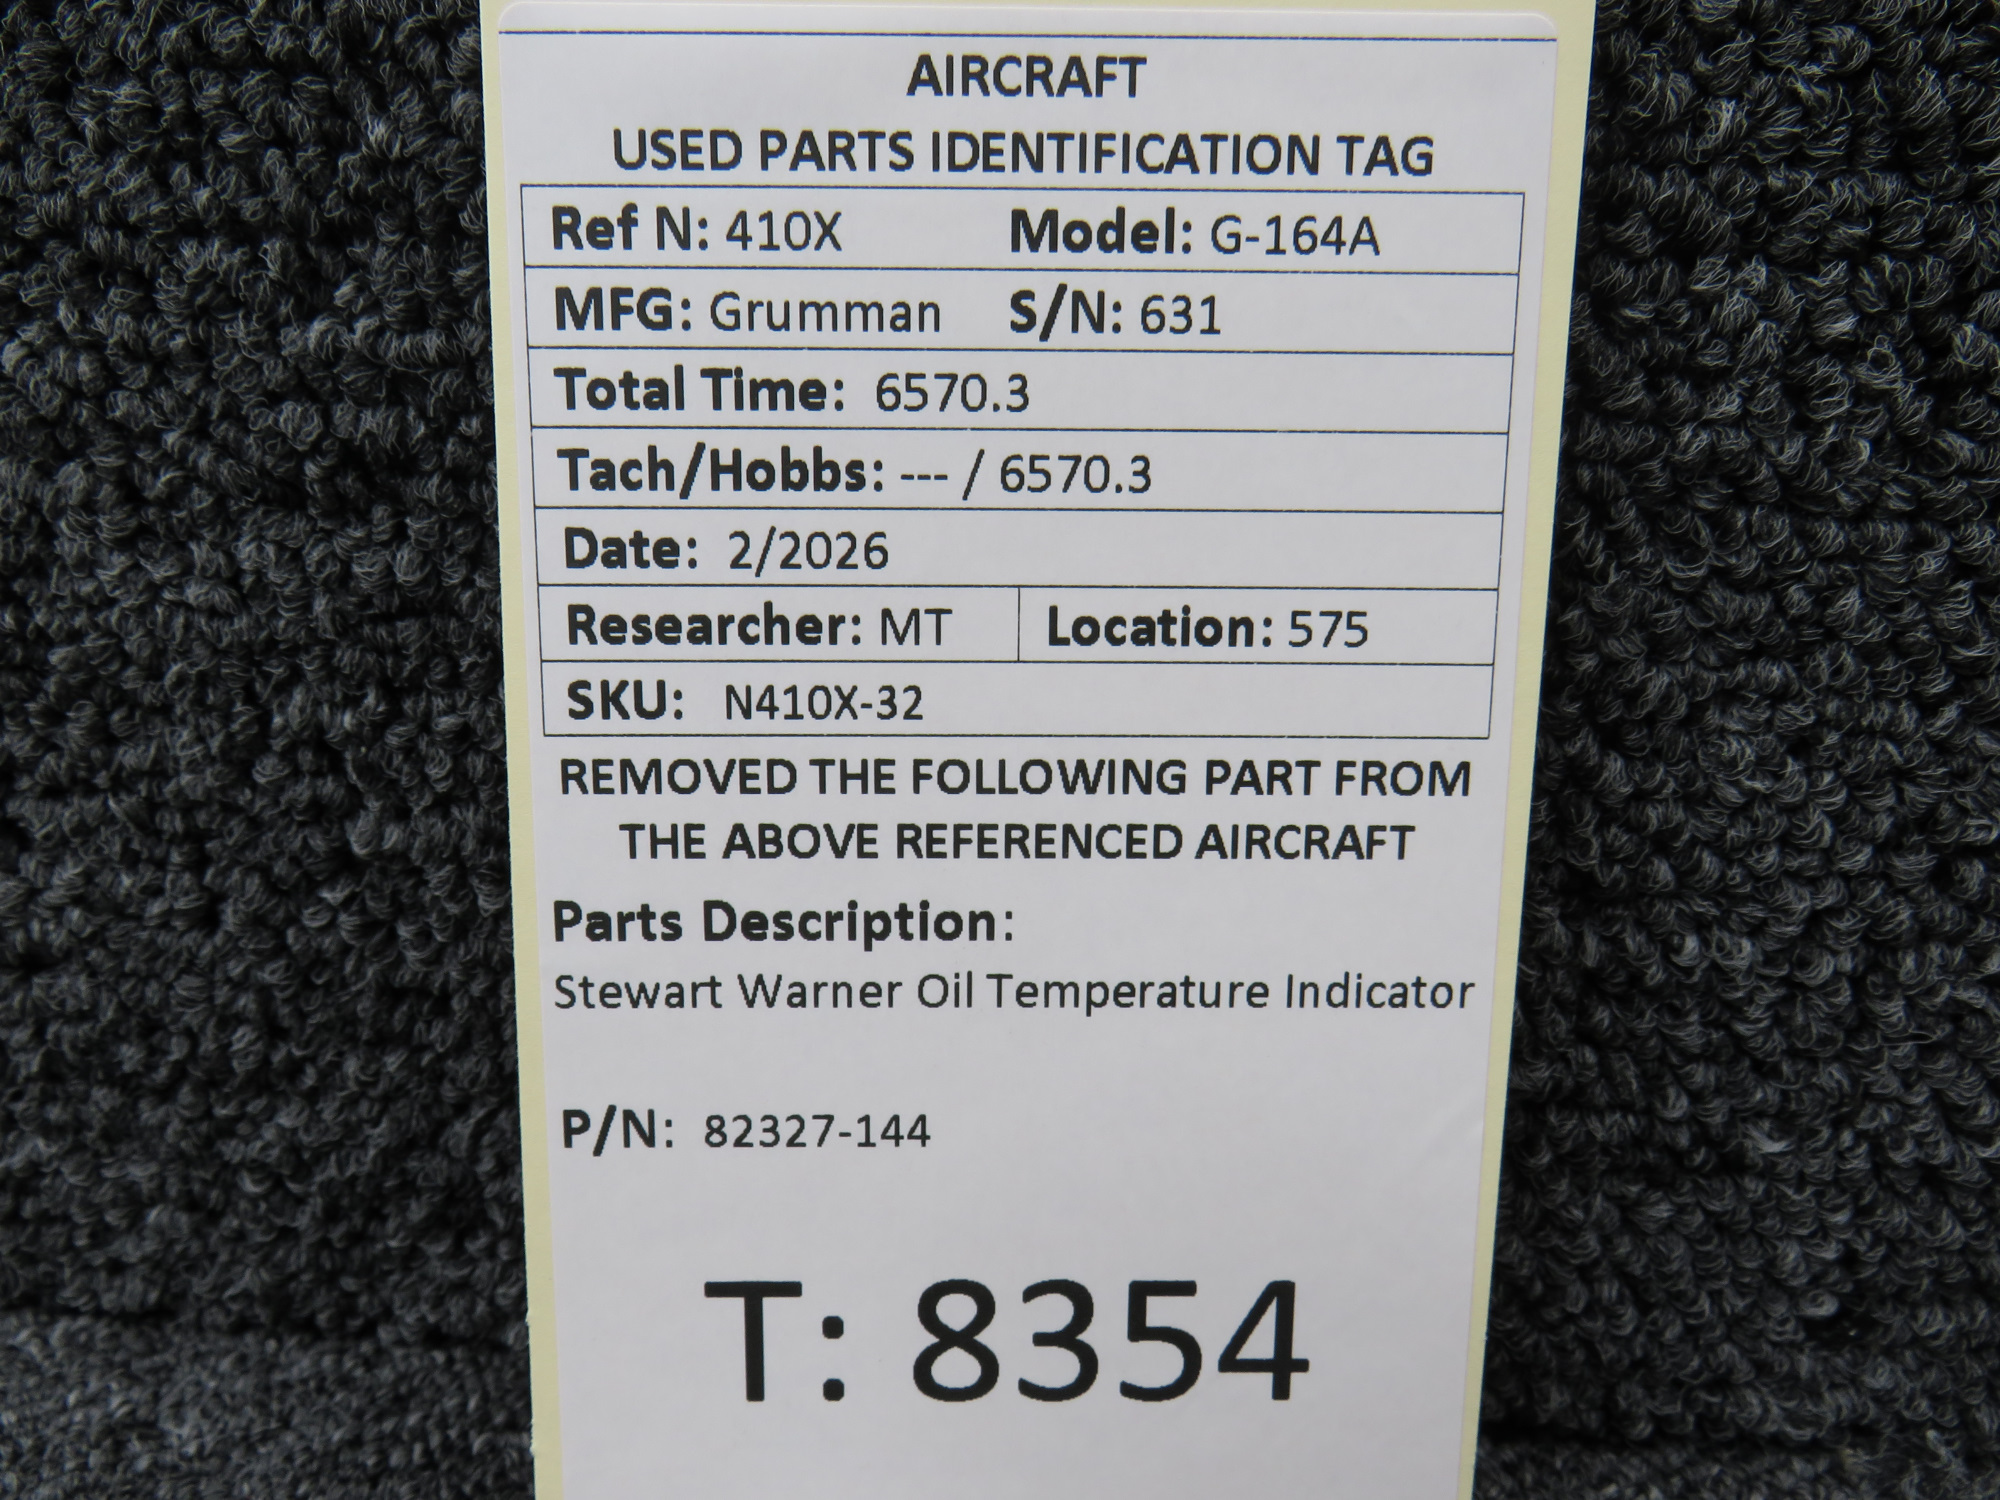 AIRCRAFT
USED PARTS IDENTIFICATION TAG
Ref N: 410X Model: G-164A
MFG: Grumman S/N: 631
Total Time: 6570.3
Tach/Hobbs: --- / 6570.3
Date: 2/2026
Researcher: MT Location: 575
SKU: N410X-32
REMOVED THE FOLLOWING PART FROM
THE ABOVE REFERENCED AIRCRAFT
Parts Description:
Stewart Warner Oil Temperature Indicator
P/N: 82327-144
T: 8354